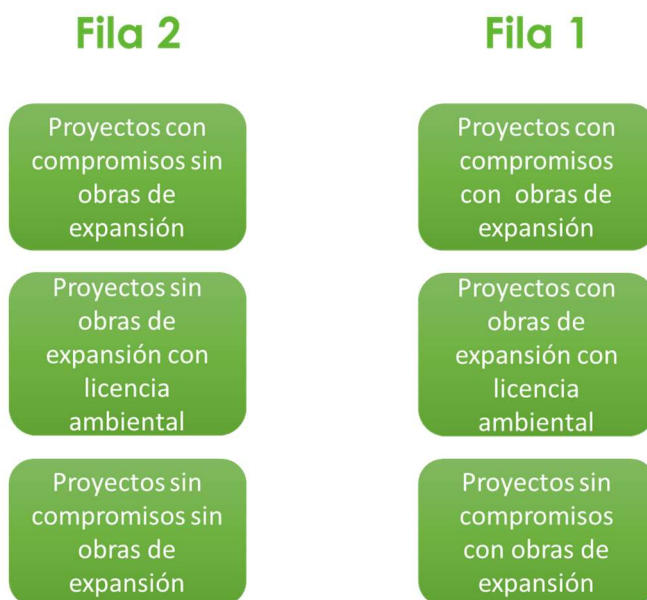 Fila 2
Proyectos con
compromisos sin
obras de
expansión
Proyectos sin
obras de
expansión con
licencia
ambiental
Proyectos sin
compromisos sin
obras de
expansión
Fila 1
Proyectos con
compromisos
con obras de
expansión
Proyectos con
obras de
expansión con
licencia
ambiental
Proyectos sin
compromisos
con obras de
expansión